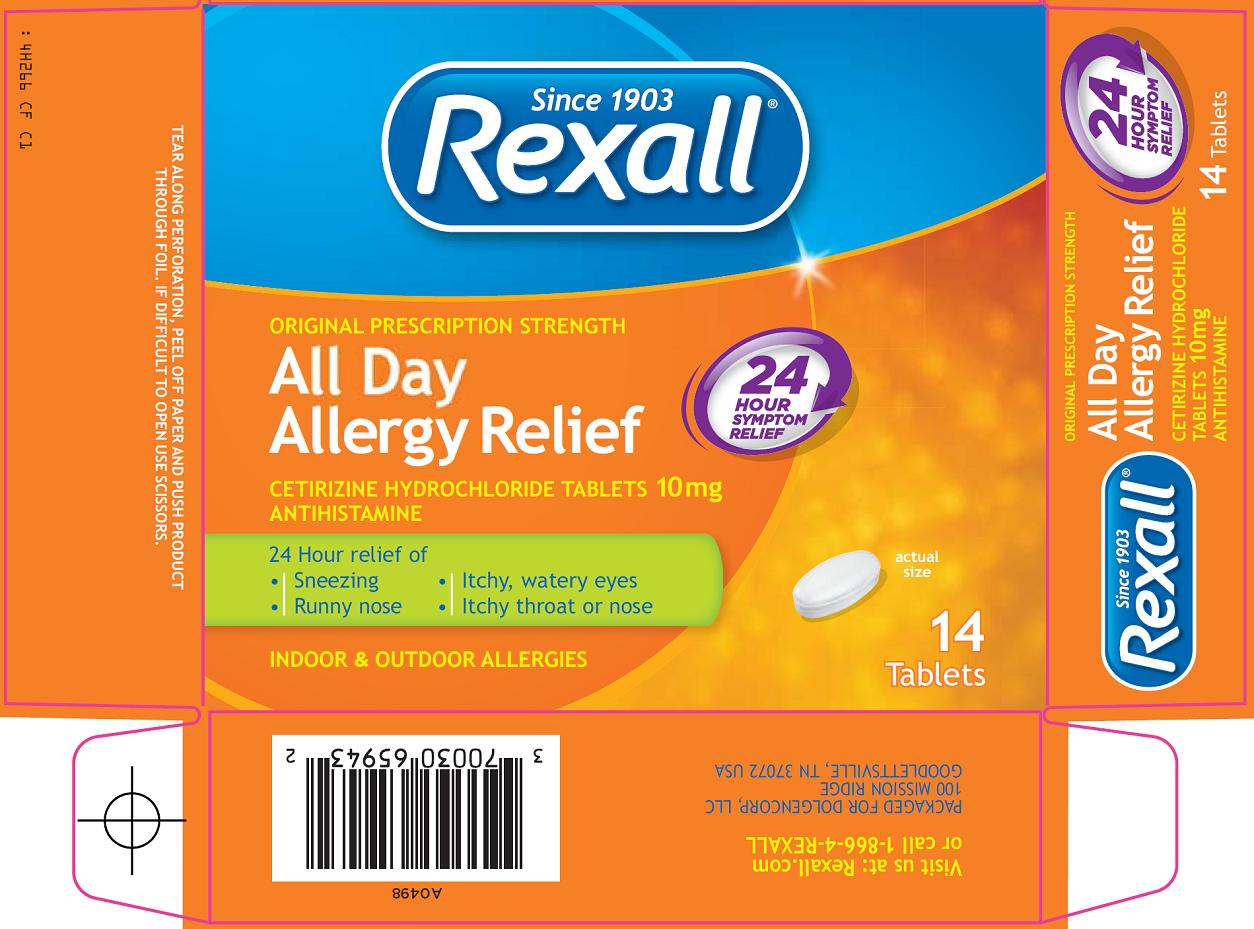 : 4H266 CF C1
TEAR ALONG PERFORATION, PEEL OFF PAPER AND PUSH PRODUCT
THROUGH FOIL. IF DIFFICULT TO OPEN USE SCISSORS.
Since 1903
Rexall®
ORIGINAL PRESCRIPTION STRENGTH
All Day
Allergy Relief
24
HOUR
SYMPTOM
RELIEF
CETIRIZINE HYDROCHLORIDE TABLETS 10mg
ANTIHISTAMINE
24 Hour relief of
• Sneezing • Itchy, watery eyes
• Runny nose • Itchy throat or nose
actual
size
INDOOR & OUTDOOR ALLERGIES
14
Tablets
24
HOUR
SYMPTOM
RELIEF
14 Tablets
ORIGINAL PRESCRIPTION STRENGTH
All Day
Allergy Relief
CETIRIZINE HYDROCHLORIDE
TABLETS 10mg
ANTIHISTAMINE
Since 1903
Rexall®
Visit us at: Rexall.com
or call 1-866-4-REXALL
PACKAGED FOR DOLGENCORP, LLC
100 MISSION RIDGE
GOODLETTSVILLE, TN 37072 USA
A0498
3 70030 65943 2